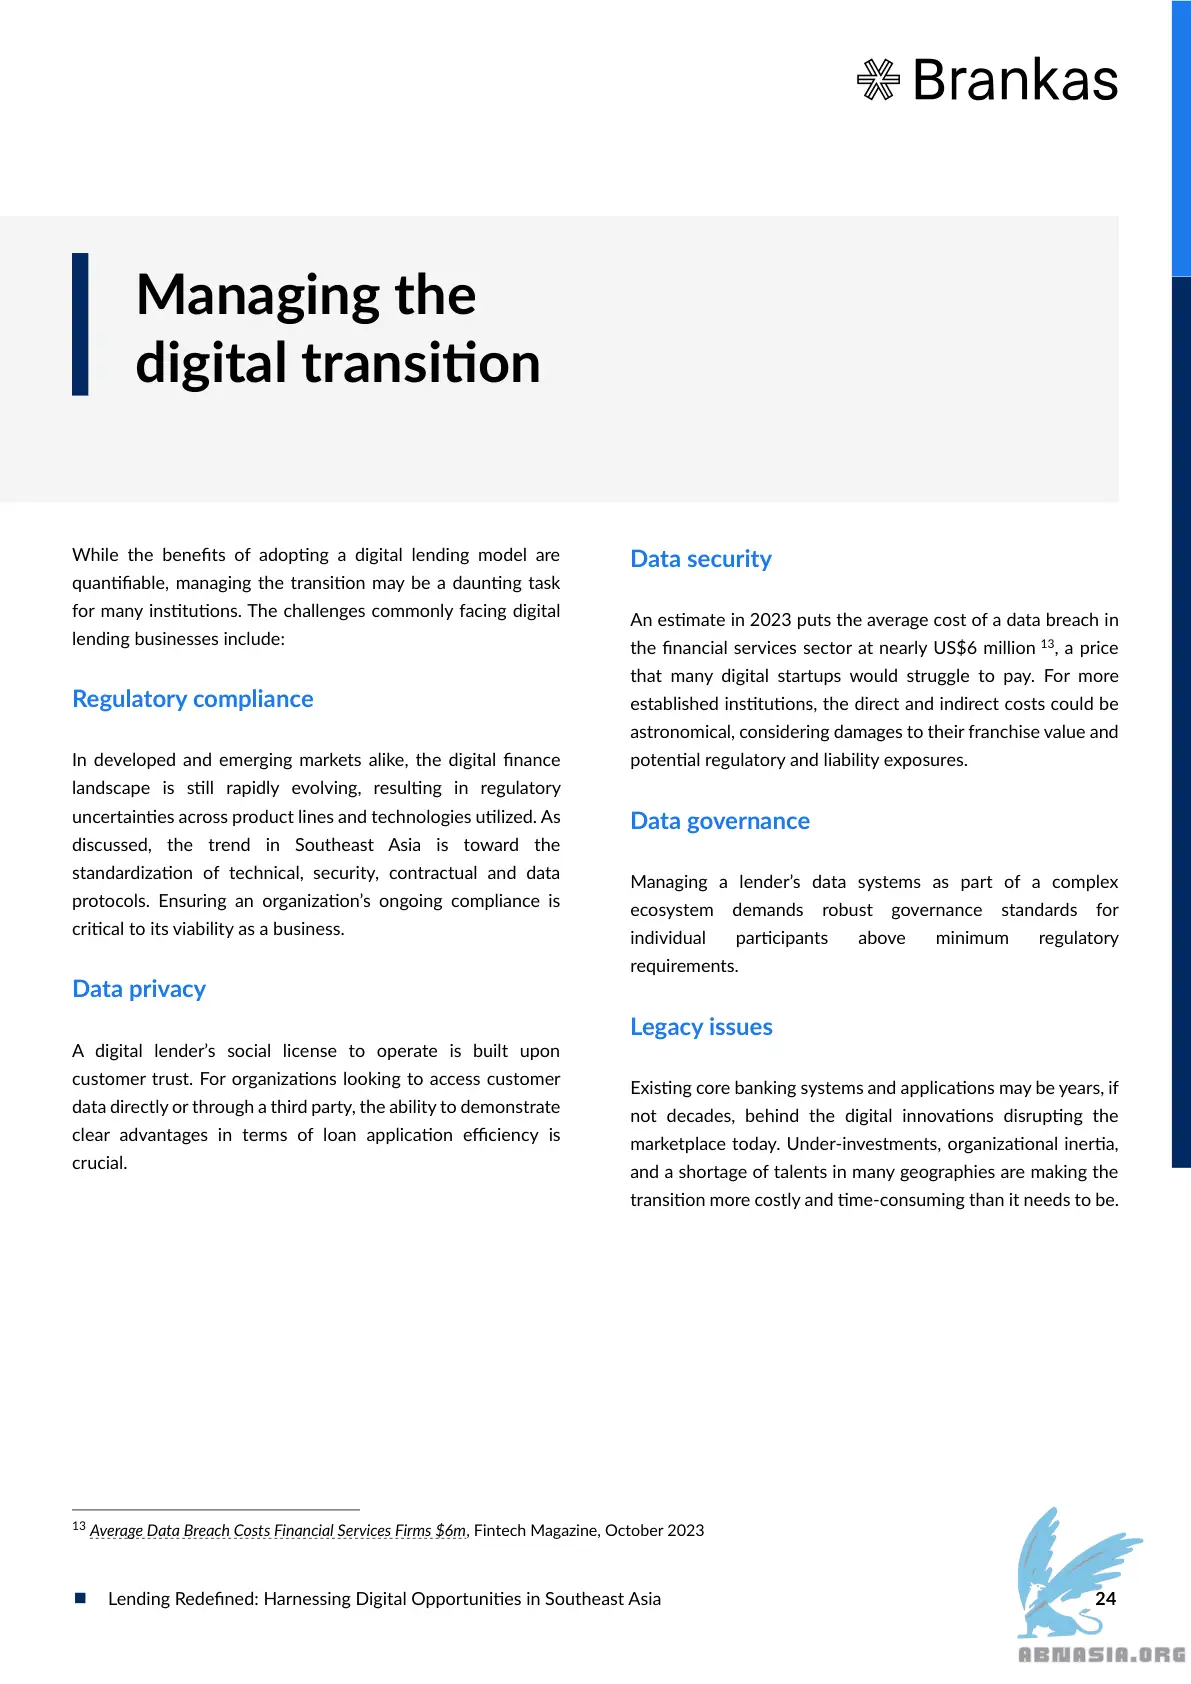 Brankas
Managing the
digital transition
While the benefits of adopting a digital lending model are
quantifiable, managing the transition may be a daunting task
for many institutions. The challenges commonly facing digital
lending businesses include:
Regulatory compliance
In developed and emerging markets alike, the digital finance
landscape is still rapidly evolving, resulting in regulatory
uncertainties across product lines and technologies utilized. As
discussed, the trend in Southeast Asia is toward the
standardization of technical, security, contractual and data
protocols. Ensuring an organization’s ongoing compliance is
critical to its viability as a business.
Data privacy
A digital lender’s social license to operate is built upon
customer trust. For organizations looking to access customer
data directly or through a third party, the ability to demonstrate
clear advantages in terms of loan application efficiency is
crucial.
Data security
An estimate in 2023 puts the average cost of a data breach in
the financial services sector at nearly US$6 million 13, a price
that many digital startups would struggle to pay. For more
established institutions, the direct and indirect costs could be
astronomical, considering damages to their franchise value and
potential regulatory and liability exposures.
Data governance
Managing a lender’s data systems as part of a complex
ecosystem demands robust governance standards for
individual participants above minimum regulatory
requirements.
Legacy issues
Existing core banking systems and applications may be years, if
not decades, behind the digital innovations disrupting the
marketplace today. Under-investments, organizational inertia,
and a shortage of talents in many geographies are making the
transition more costly and time-consuming than it needs to be.
13 Average Data Breach Costs Financial Services Firms $6m, Fintech Magazine, October 2023
Lending Redefined: Harnessing Digital Opportunities in Southeast Asia
24
ABNASIA.ORG